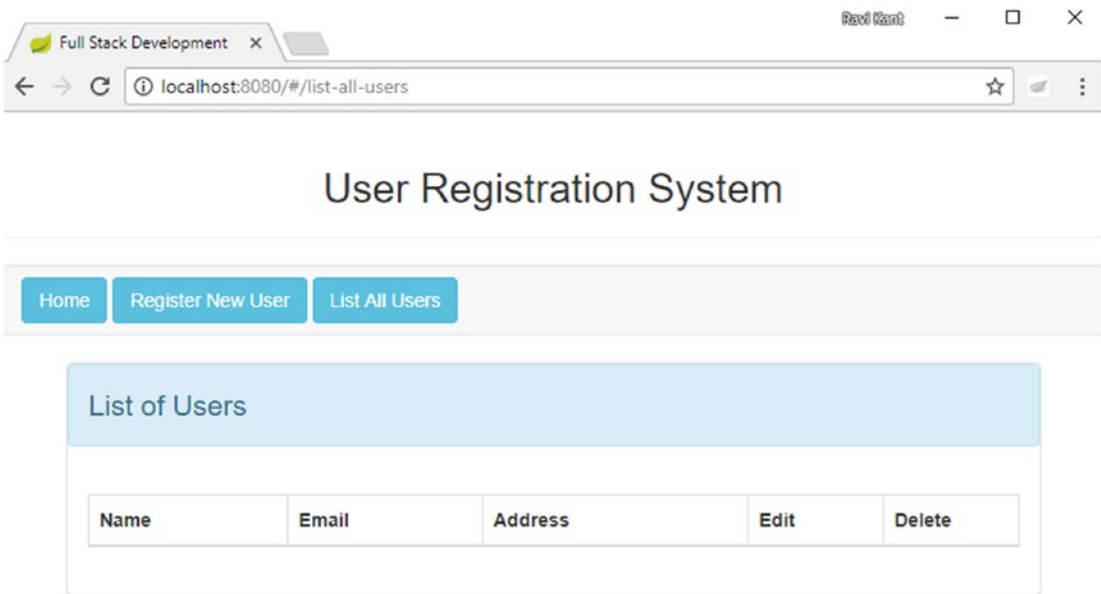 Ravi Kant
Full Stack Development
localhost:8080/#/list-all-users
User Registration System
Home Register New User List All Users
List of Users
Name Email Address Edit Delete